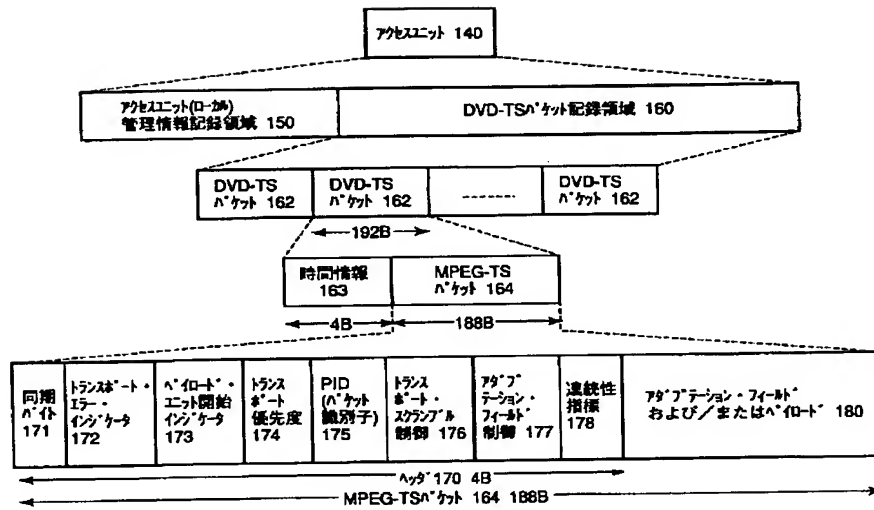 アクセスユニット 140
アクセスユニット(ローカル)
管理情報記録領域 150
DVD-TSパケット記録領域 160
DVD-TS
パケット 162
DVD-TS
パケット 162
DVD-TS
パケット 162
192B
時間情報
163
MPEG-TS
パケット 164
4B
188B
同期
バイト
171
トランスポート・
エラー・
インジケータ
172
ペイロード・
ユニット開始
インジケータ
173
トランス
ポート
優先度
174
PID
(パケット
識別子)
175
トランス
ポート・
スクランブル
制御 176
アダプ
テーション・
フィールド
制御 177
連続性
指標
178
アダプテーション・フィールド
および/またはペイロード 180
ヘッダ170 4B
MPEG-TSパケット 164 188B